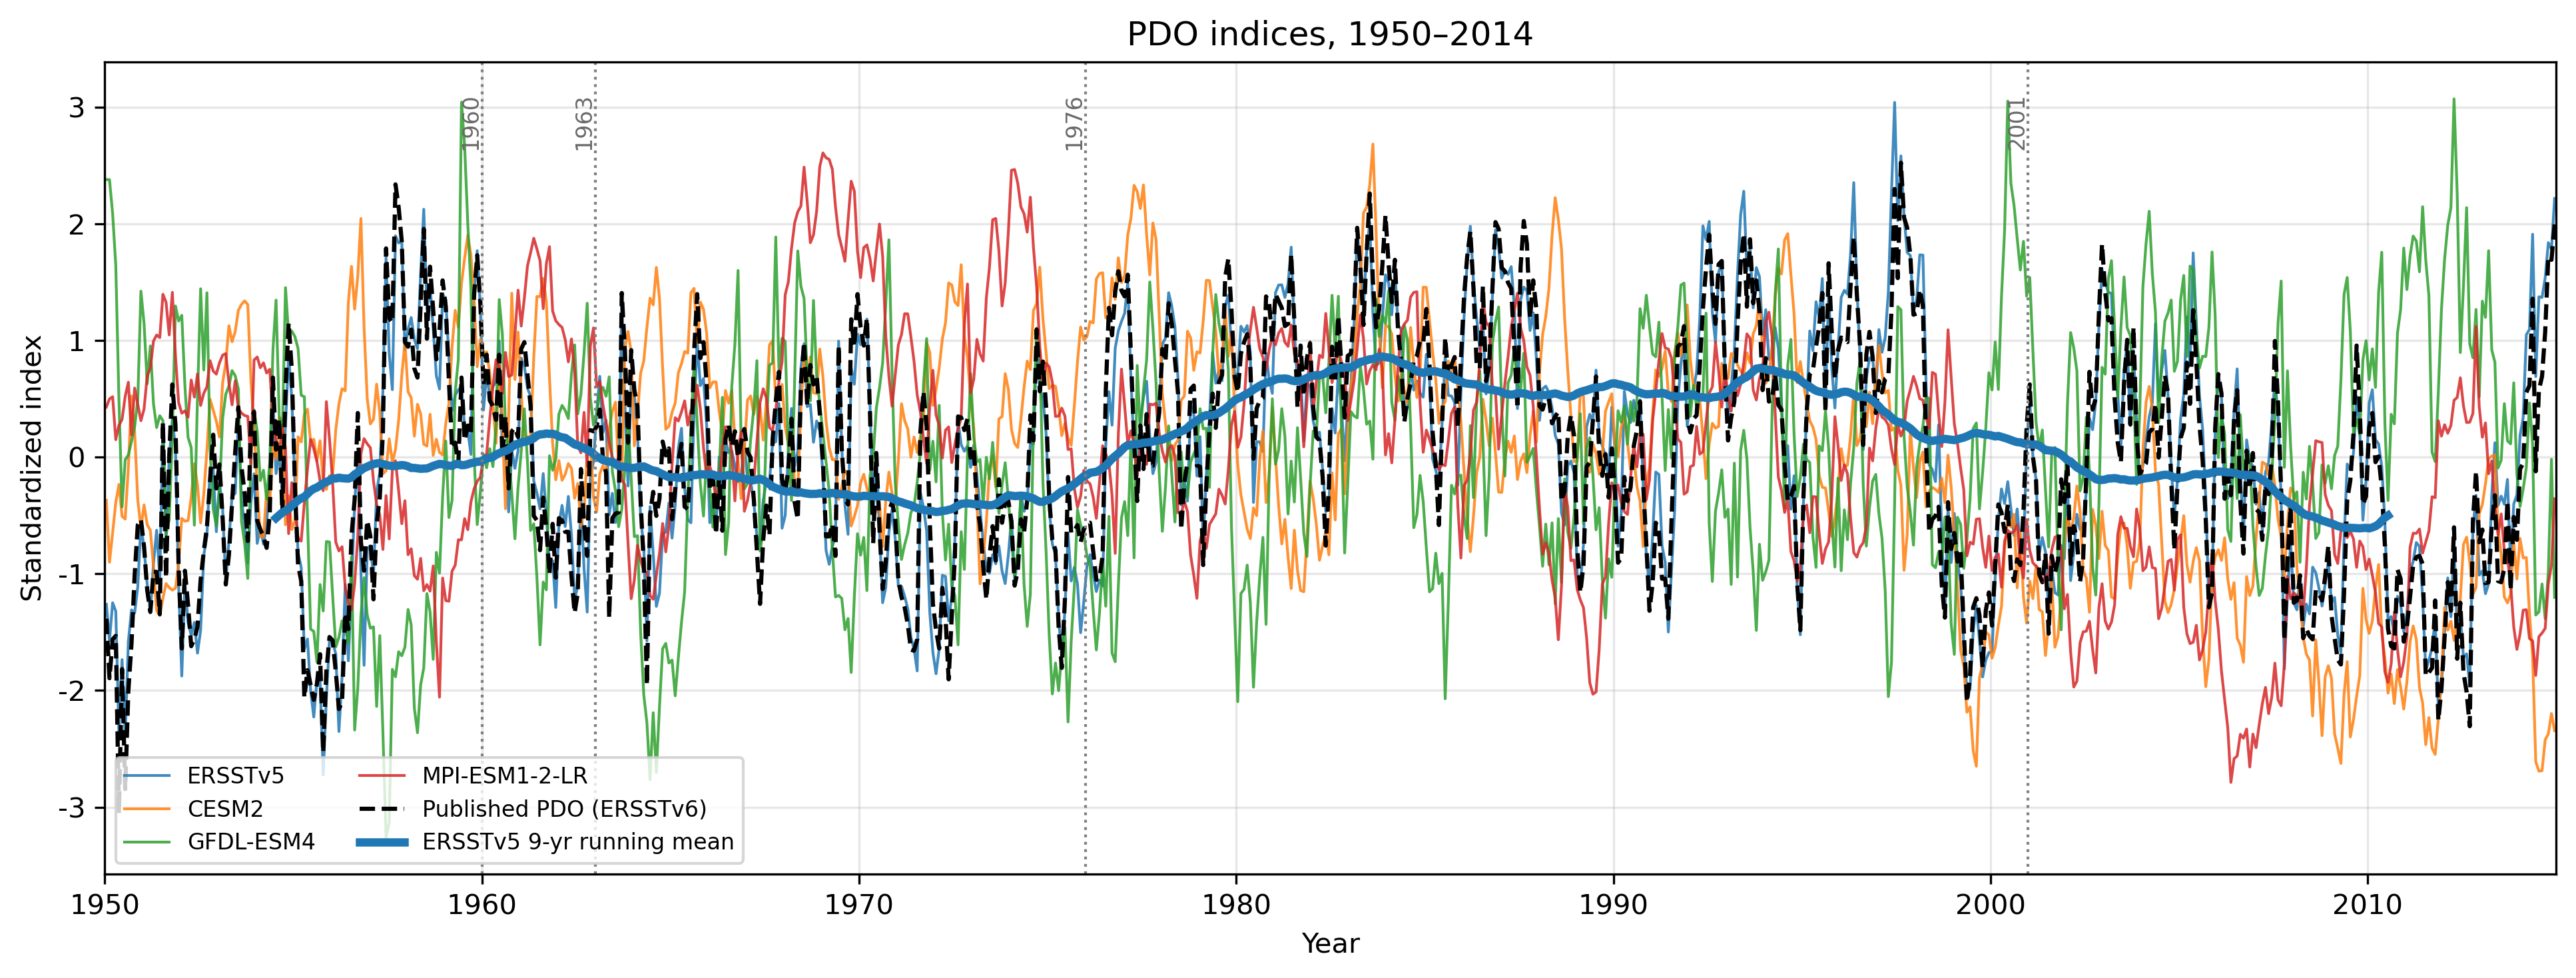 PDO indices, 1950–2014
Standardized index
3
2
1
0
-1
-2
-3
1960
1963
1976
2001
ERSSTv5
CESM2
GFDL-ESM4
MPI-ESM1-2-LR
Published PDO (ERSSTv6)
ERSSTv5 9-yr running mean
1950
1960
1970
1980
1990
2000
2010
Year